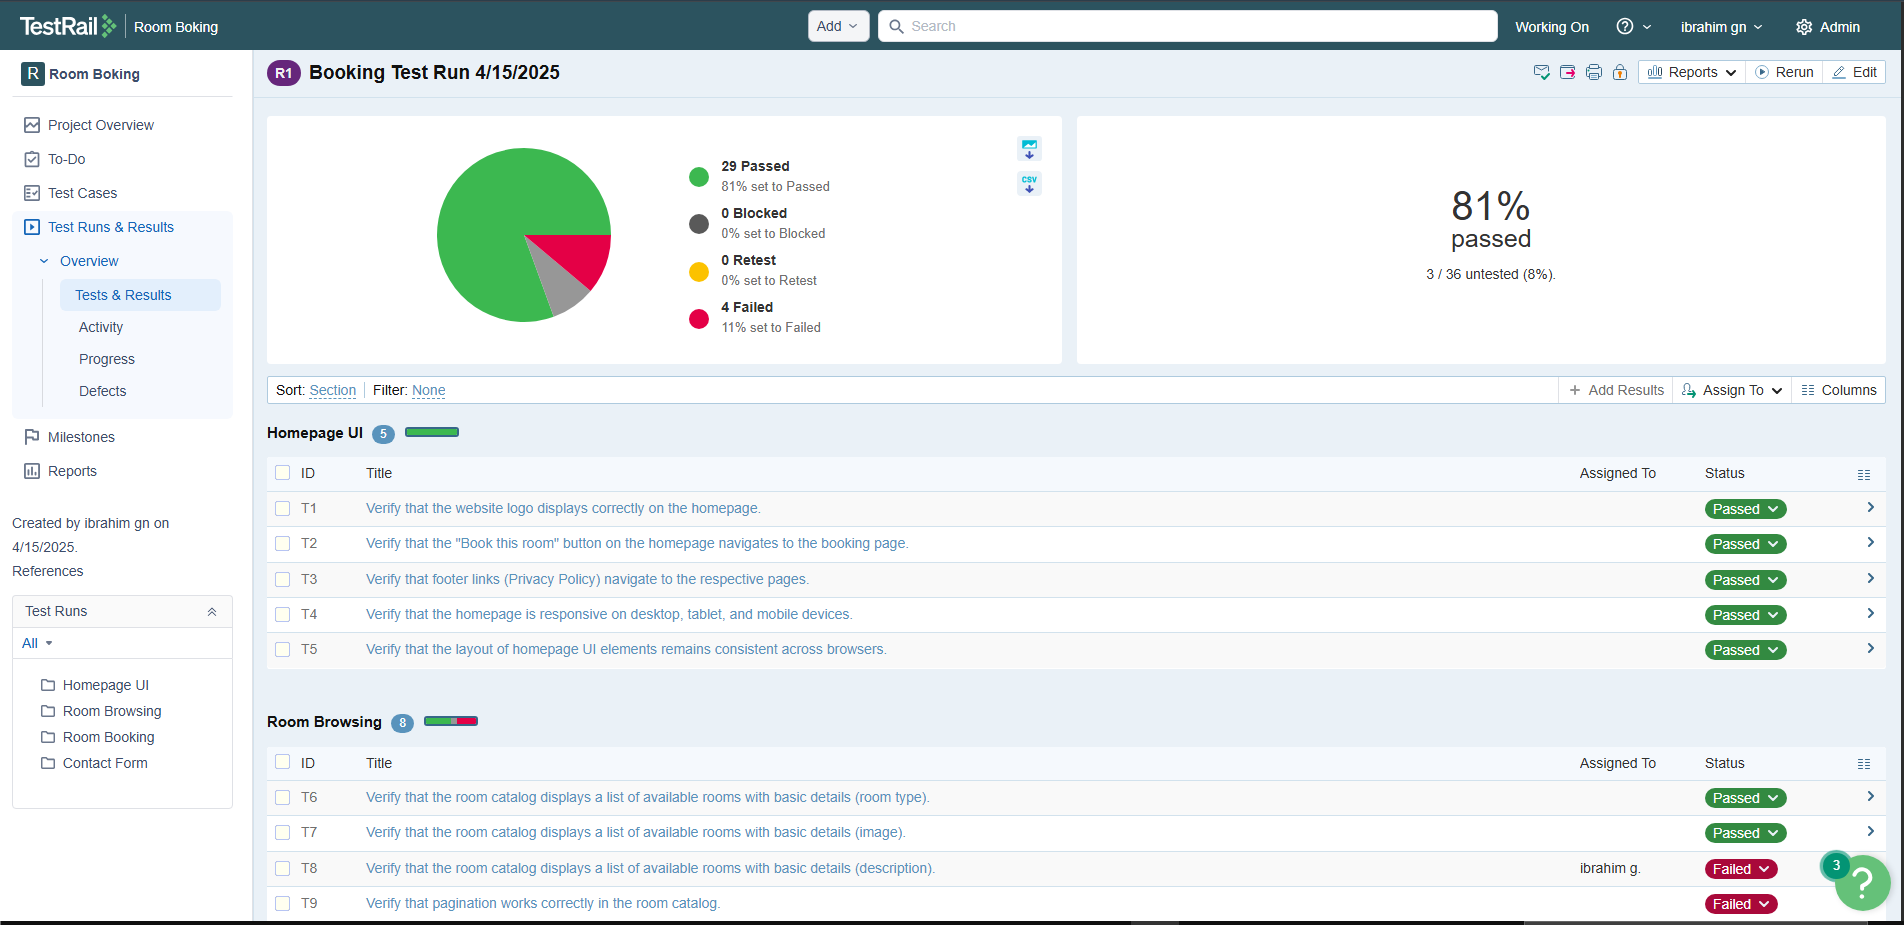 TestRail Room Boking Add Search Working On ibrahim gn Admin
R Room Boking
Project Overview
To-Do
Test Cases
Test Runs & Results
Overview
Tests & Results
Activity
Progress
Defects
Milestones
Reports
Created by ibrahim gn on
4/15/2025.
References
Test Runs
All
Homepage UI
Room Browsing
Room Booking
Contact Form
R1 Booking Test Run 4/15/2025 Reports Rerun Edit
29 Passed
81% set to Passed
0 Blocked
0% set to Blocked
0 Retest
0% set to Retest
4 Failed
11% set to Failed
CSV
81%
passed
3 / 36 untested (8%).
Sort: Section Filter: None + Add Results Assign To Columns
Homepage UI 5
ID Title Assigned To Status
T1 Verify that the website logo displays correctly on the homepage. Passed
T2 Verify that the "Book this room" button on the homepage navigates to the booking page. Passed
T3 Verify that footer links (Privacy Policy) navigate to the respective pages. Passed
T4 Verify that the homepage is responsive on desktop, tablet, and mobile devices. Passed
T5 Verify that the layout of homepage UI elements remains consistent across browsers. Passed
Room Browsing 8
ID Title Assigned To Status
T6 Verify that the room catalog displays a list of available rooms with basic details (room type). Passed
T7 Verify that the room catalog displays a list of available rooms with basic details (image). Passed
T8 Verify that the room catalog displays a list of available rooms with basic details (description). ibrahim g. Failed
T9 Verify that pagination works correctly in the room catalog. Failed
3
?